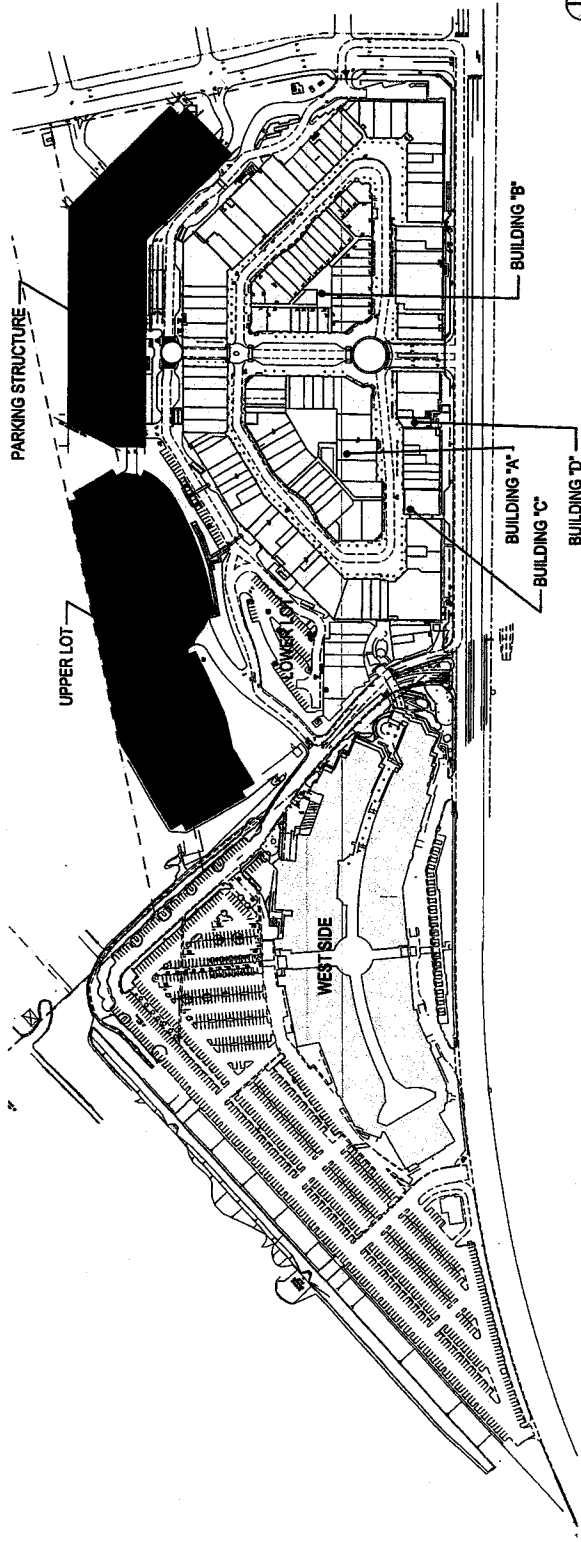 PARKING STRUCTURE
UPPER LOT
LOWER LOT
WEST SIDE
BUILDING "B"
BUILDING "A"
BUILDING "C"
BUILDING "D"